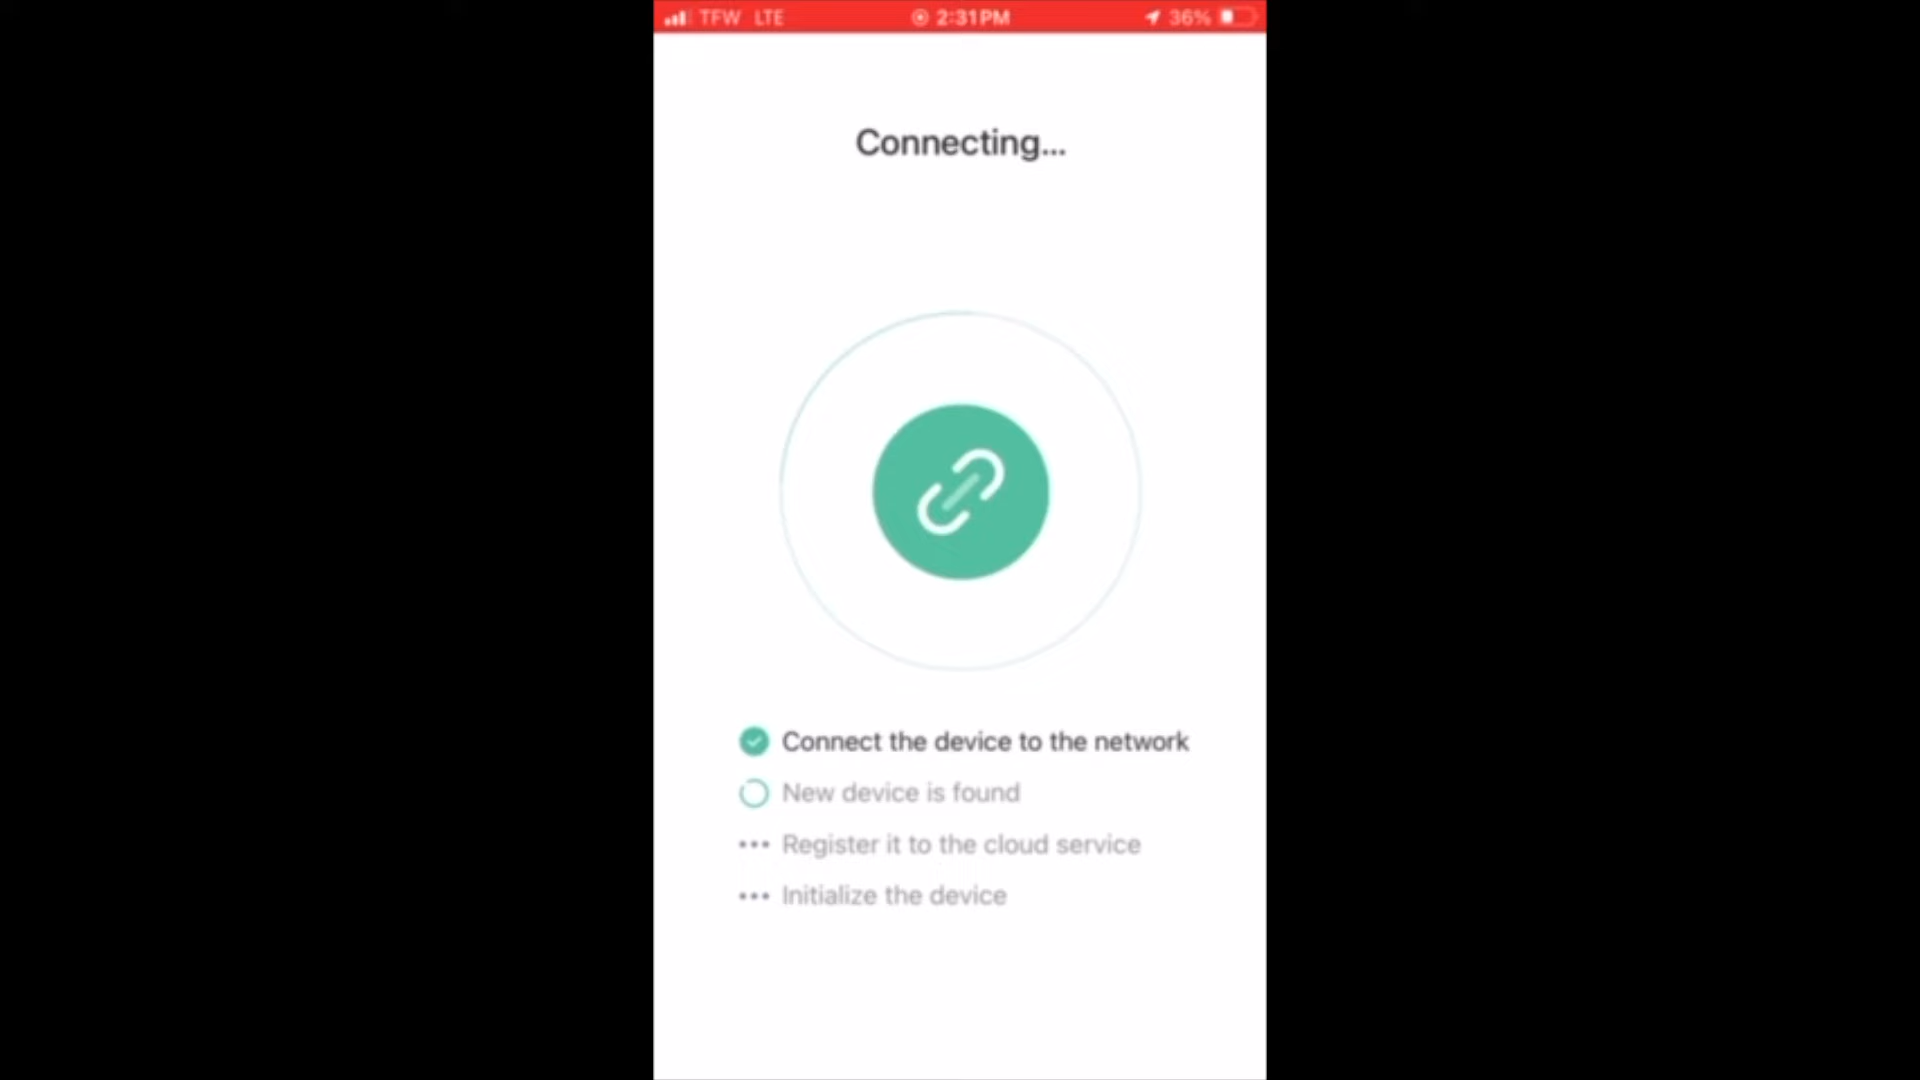 TFW LTE 2:31PM 36%
Connecting...
Connect the device to the network
New device is found
Register it to the cloud service
Initialize the device